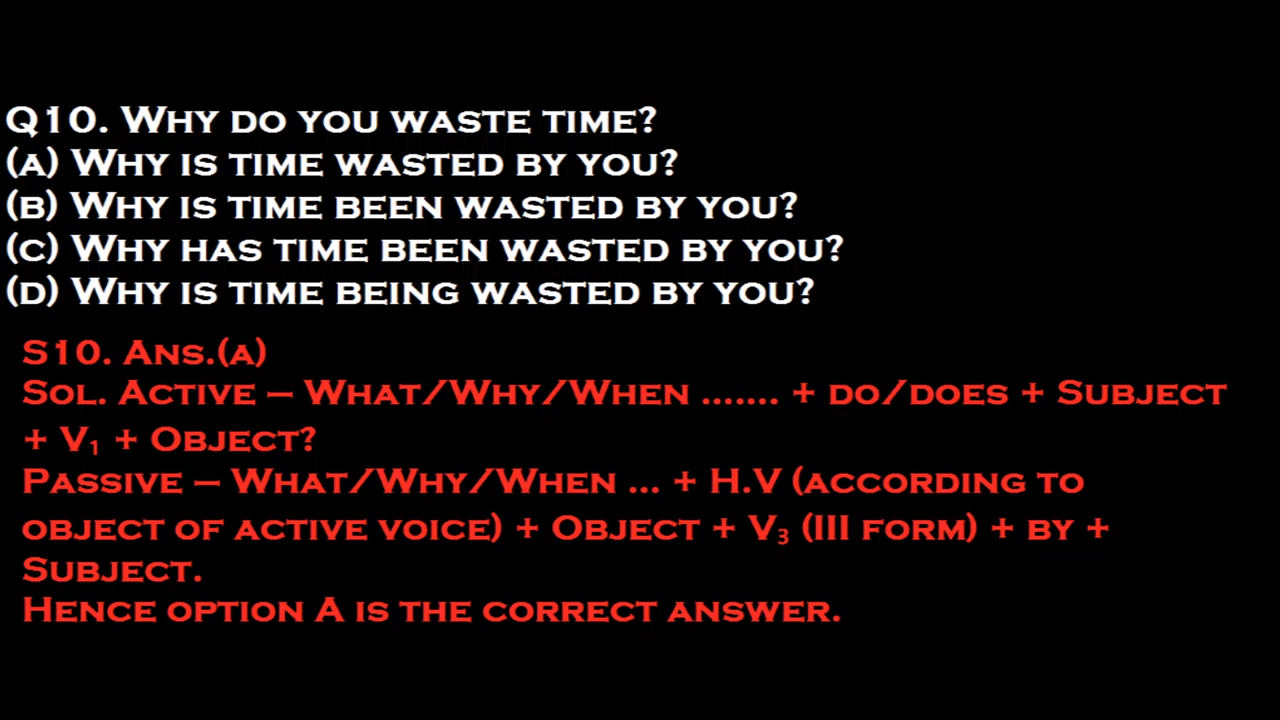 Q10. Why do you waste time?
(a) Why is time wasted by you?
(b) Why is time been wasted by you?
(c) Why has time been wasted by you?
(d) Why is time being wasted by you?
S10. Ans.(a)
Sol. Active – What/Why/When ....... + do/does + Subject
+ V₁ + Object?
Passive – What/Why/When ... + H.V (according to
object of active voice) + Object + V₃ (III form) + by +
Subject.
Hence option A is the correct answer.